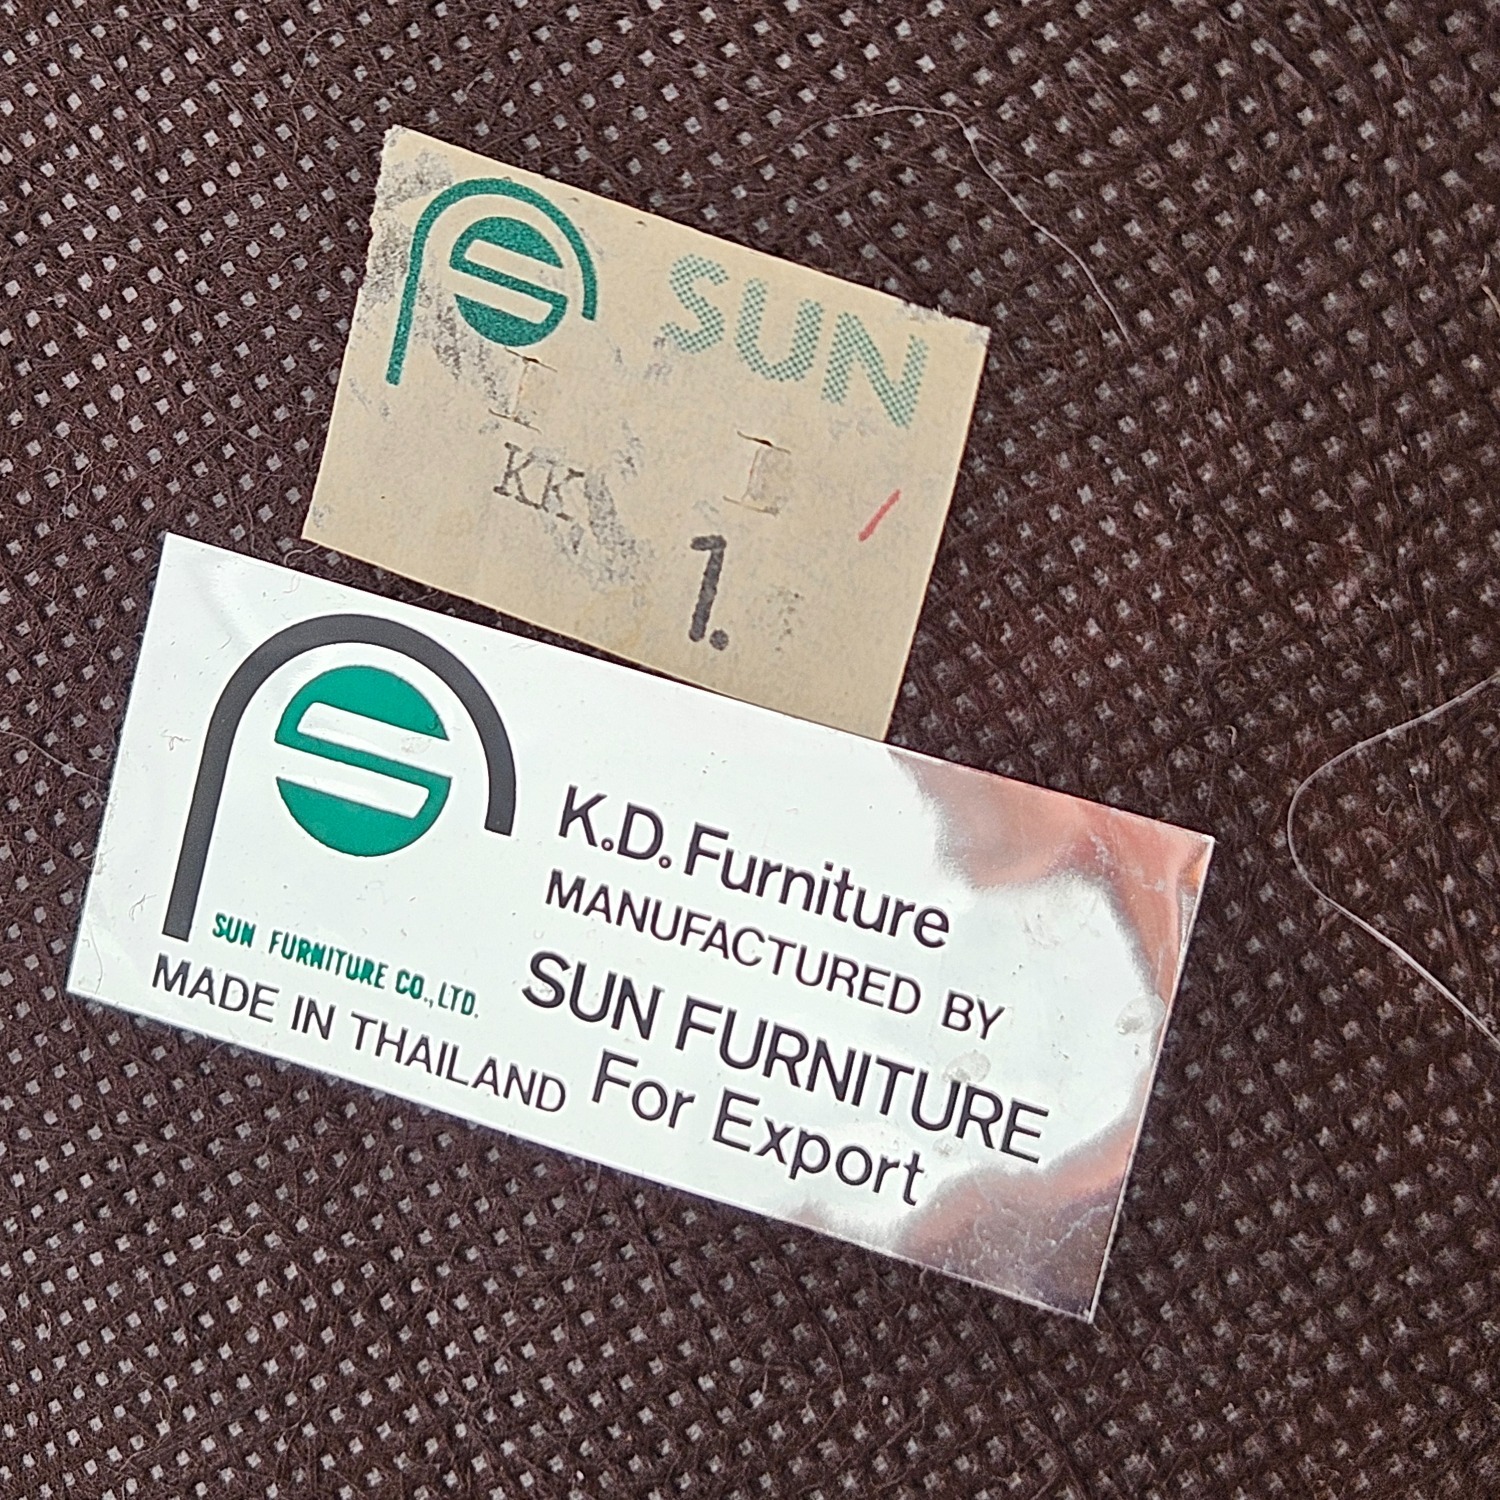 S SUN
KK
1.
S
K.D. Furniture
MANUFACTURED BY
SUN FURNITURE
For Export
SUN FURNITURE CO.,LTD.
MADE IN THAILAND